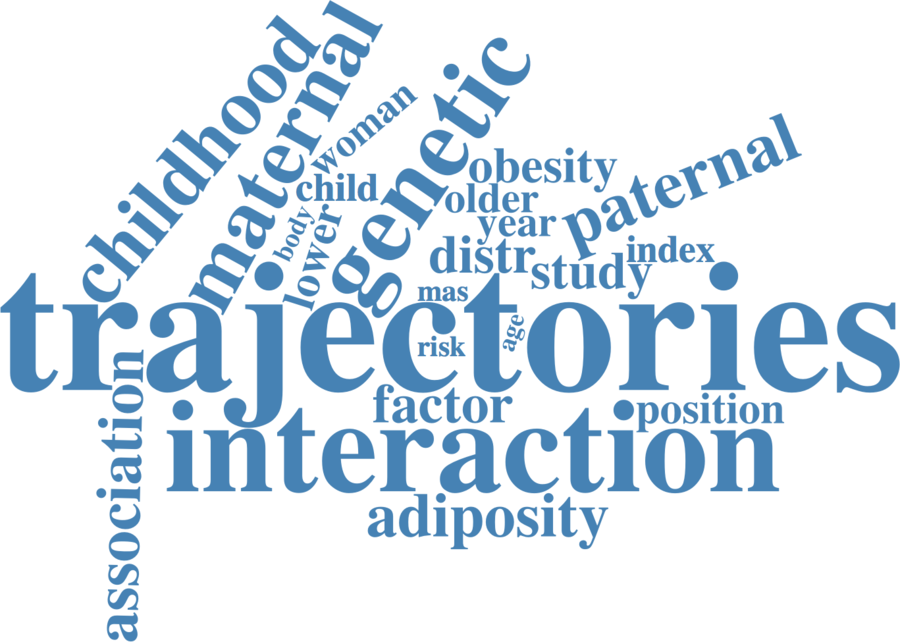 childhood
maternal
woman
genetic
child
body
lower
obesity
older
year
paternal
distr
study
index
mas
trajectories
risk
age
association
factor
position
interaction
adiposity